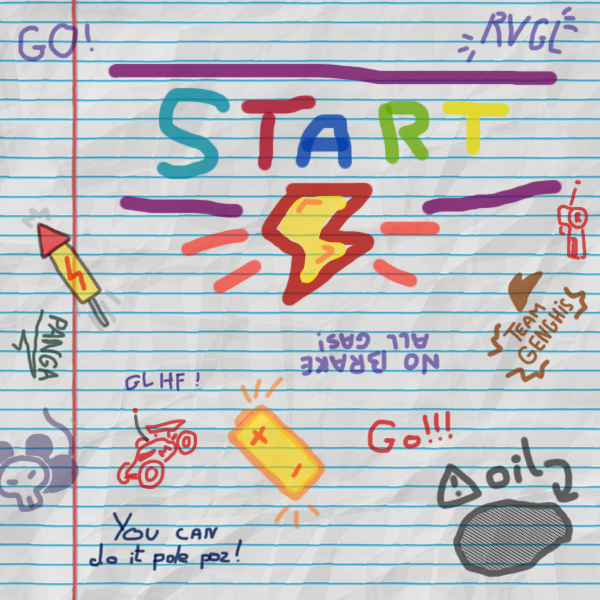 GO!
RVGL
START
TEAM
GENGHIS
PANGA
NO BRAKE
ALL GAS!
GLHF!
Go!!!
oil
You can
do it pole poz!